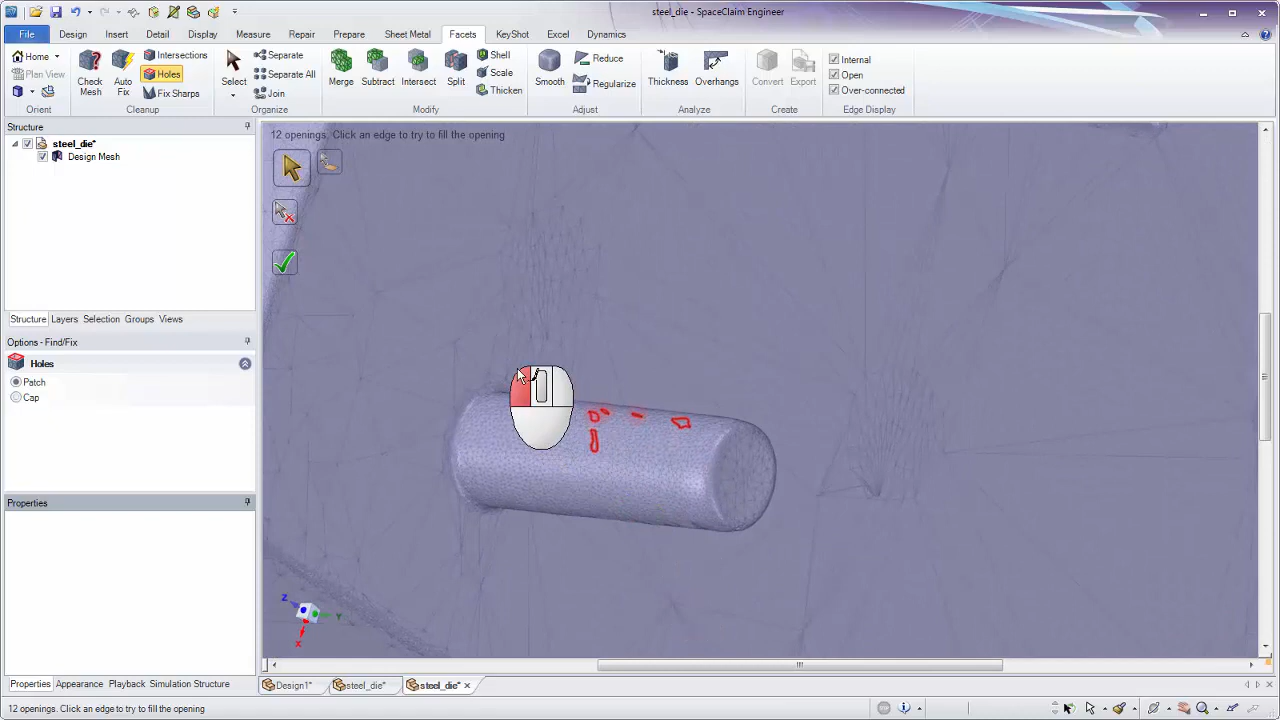 steel_die - SpaceClaim Engineer
File Design Insert Detail Display Measure Repair Prepare Sheet Metal Facets KeyShot Excel Dynamics
Home
Plan View
Orient
Check Mesh
Auto Fix
Intersections
Holes
Fix Sharps
Cleanup
Select
Separate
Separate All
Join
Organize
Merge
Subtract
Intersect
Split
Shell
Scale
Thicken
Modify
Smooth
Reduce
Regularize
Adjust
Thickness
Overhangs
Analyze
Convert
Export
Create
Internal
Open
Over-connected
Edge Display
Structure
steel_die*
Design Mesh
Structure Layers Selection Groups Views
Options - Find/Fix
Holes
Patch
Cap
Properties
Properties Appearance Playback Simulation Structure
12 openings. Click an edge to try to fill the opening
Z
Y
X
Design1* steel_die* steel_die*
12 openings. Click an edge to try to fill the opening